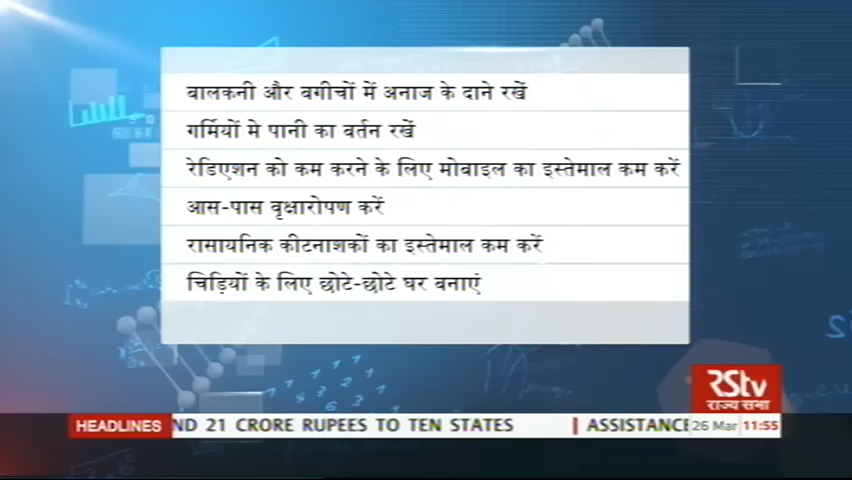 बालकनी और बगीचों में अनाज के दाने रखें
गर्मियों मे पानी का बर्तन रखें
रेडिएशन को कम करने के लिए मोबाइल का इस्तेमाल कम करें
आस-पास वृक्षारोपण करें
रासायनिक कीटनाशकों का इस्तेमाल कम करें
चिड़ियों के लिए छोटे-छोटे घर बनाएं
RStv
राज्य सभा
HEADLINES ND 21 CRORE RUPEES TO TEN STATES | ASSISTANCE 26 Mar 11:55